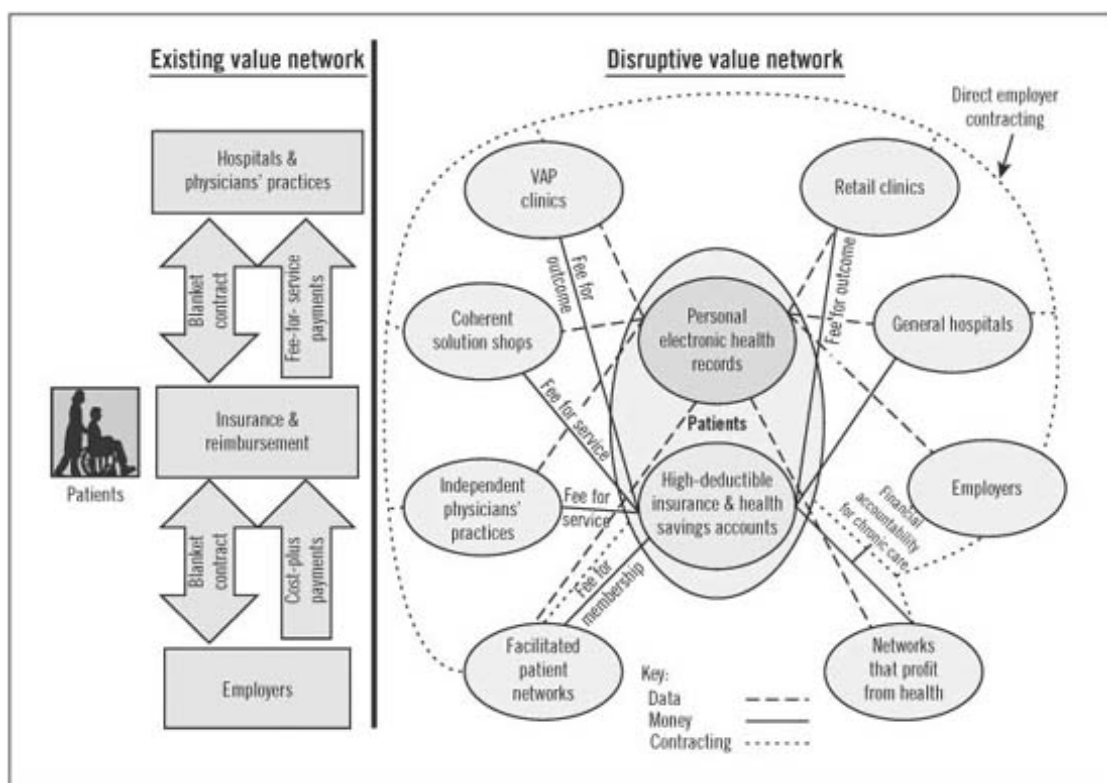 Existing value network
Disruptive value network
Direct employer
contracting
Hospitals &
physicians' practices
Blanket
contract
Fee-for- service
payments
Patients
Insurance &
reimbursement
Blanket
contract
Cost-plus
payments
Employers
VAP
clinics
Retail clinics
Fee for
outcome
Fee for outcome
Coherent
solution shops
Personal
electronic health
records
General hospitals
Fee for service
Patients
Independent
physicians'
practices
Fee for
service
High-deductible
insurance & health
savings accounts
Employers
Financial
accountability
for chronic care
Fee for
membership
Facilitated
patient
networks
Networks
that profit
from health
Key:
Data
Money
Contracting